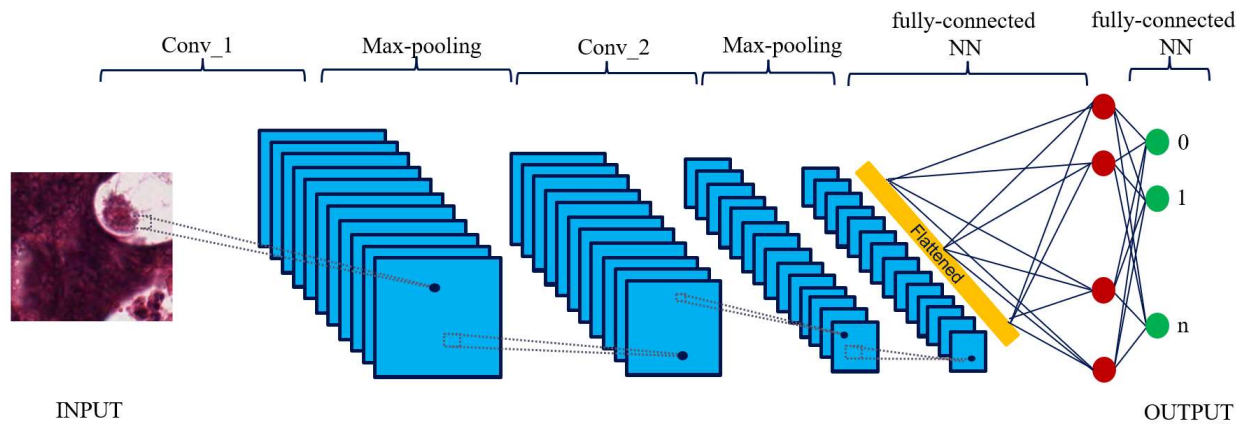 Conv_1
Max-pooling
Conv_2
Max-pooling
fully-connected
NN
fully-connected
NN
Flattened
0
1
n
INPUT
OUTPUT